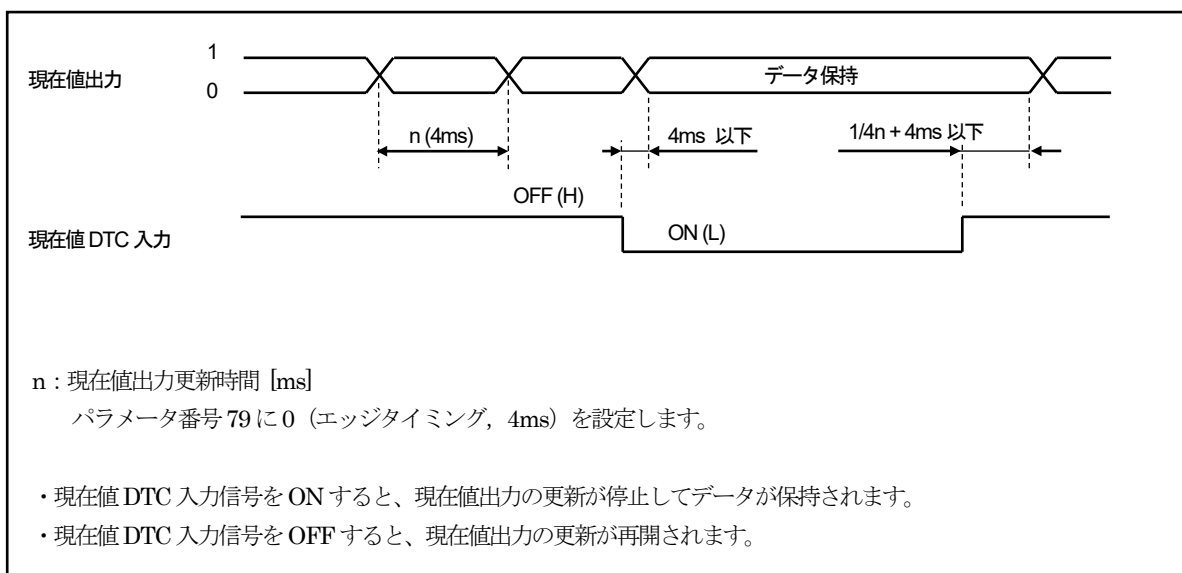 1
現在値出力
データ保持
0
n (4ms)
4ms 以下
1/4n + 4ms 以下
OFF (H)
現在値 DTC 入力
ON (L)
n：現在値出力更新時間 [ms]
パラメータ番号 79 に 0（エッジタイミング，4ms）を設定します。
・現在値 DTC 入力信号を ON すると、現在値出力の更新が停止してデータが保持されます。
・現在値 DTC 入力信号を OFF すると、現在値出力の更新が再開されます。